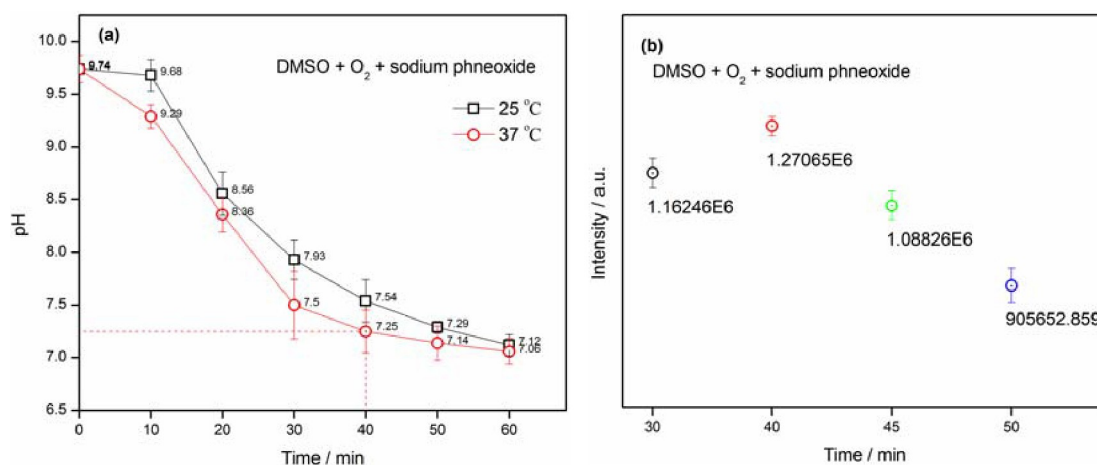 (a)
DMSO + O2 + sodium phneoxide
25 °C
37 °C
pH
10.0
9.5
9.0
8.5
8.0
7.5
7.0
6.5
9.74
9.68
9.29
8.56
8.36
7.93
7.5
7.54
7.25
7.29
7.14
7.12
7.06
0 10 20 30 40 50 60
Time / min
(b)
DMSO + O2 + sodium phneoxide
Intensity / a.u.
1.16246E6
1.27065E6
1.08826E6
905652.859
30 40 45 50
Time / min